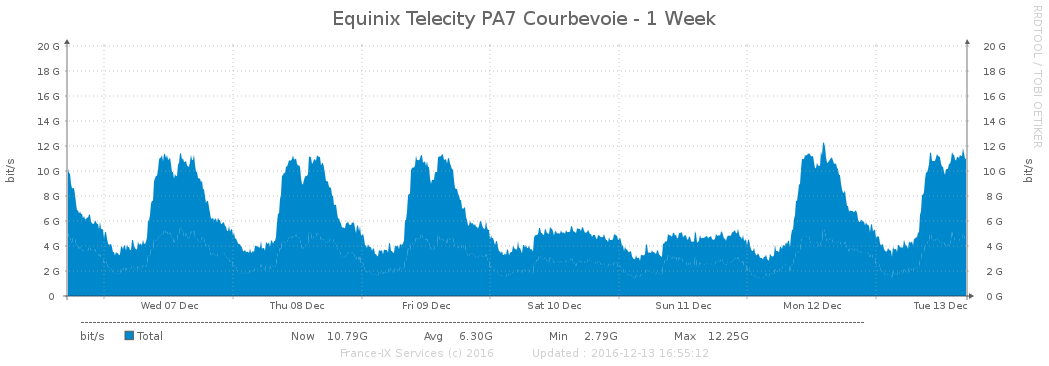 Equinix Telecity PA7 Courbevoie - 1 Week
RRDTOOL / TOBI OETIKER
bit/s
bit/s
20 G 20 G
18 G 18 G
16 G 16 G
14 G 14 G
12 G 12 G
10 G 10 G
8 G 8 G
6 G 6 G
4 G 4 G
2 G 2 G
0 0 G
Wed 07 Dec Thu 08 Dec Fri 09 Dec Sat 10 Dec Sun 11 Dec Mon 12 Dec Tue 13 Dec
bit/s Total Now 10.79G Avg 6.30G Min 2.79G Max 12.25G
France-IX Services (c) 2016 Updated : 2016-12-13 16:55:12